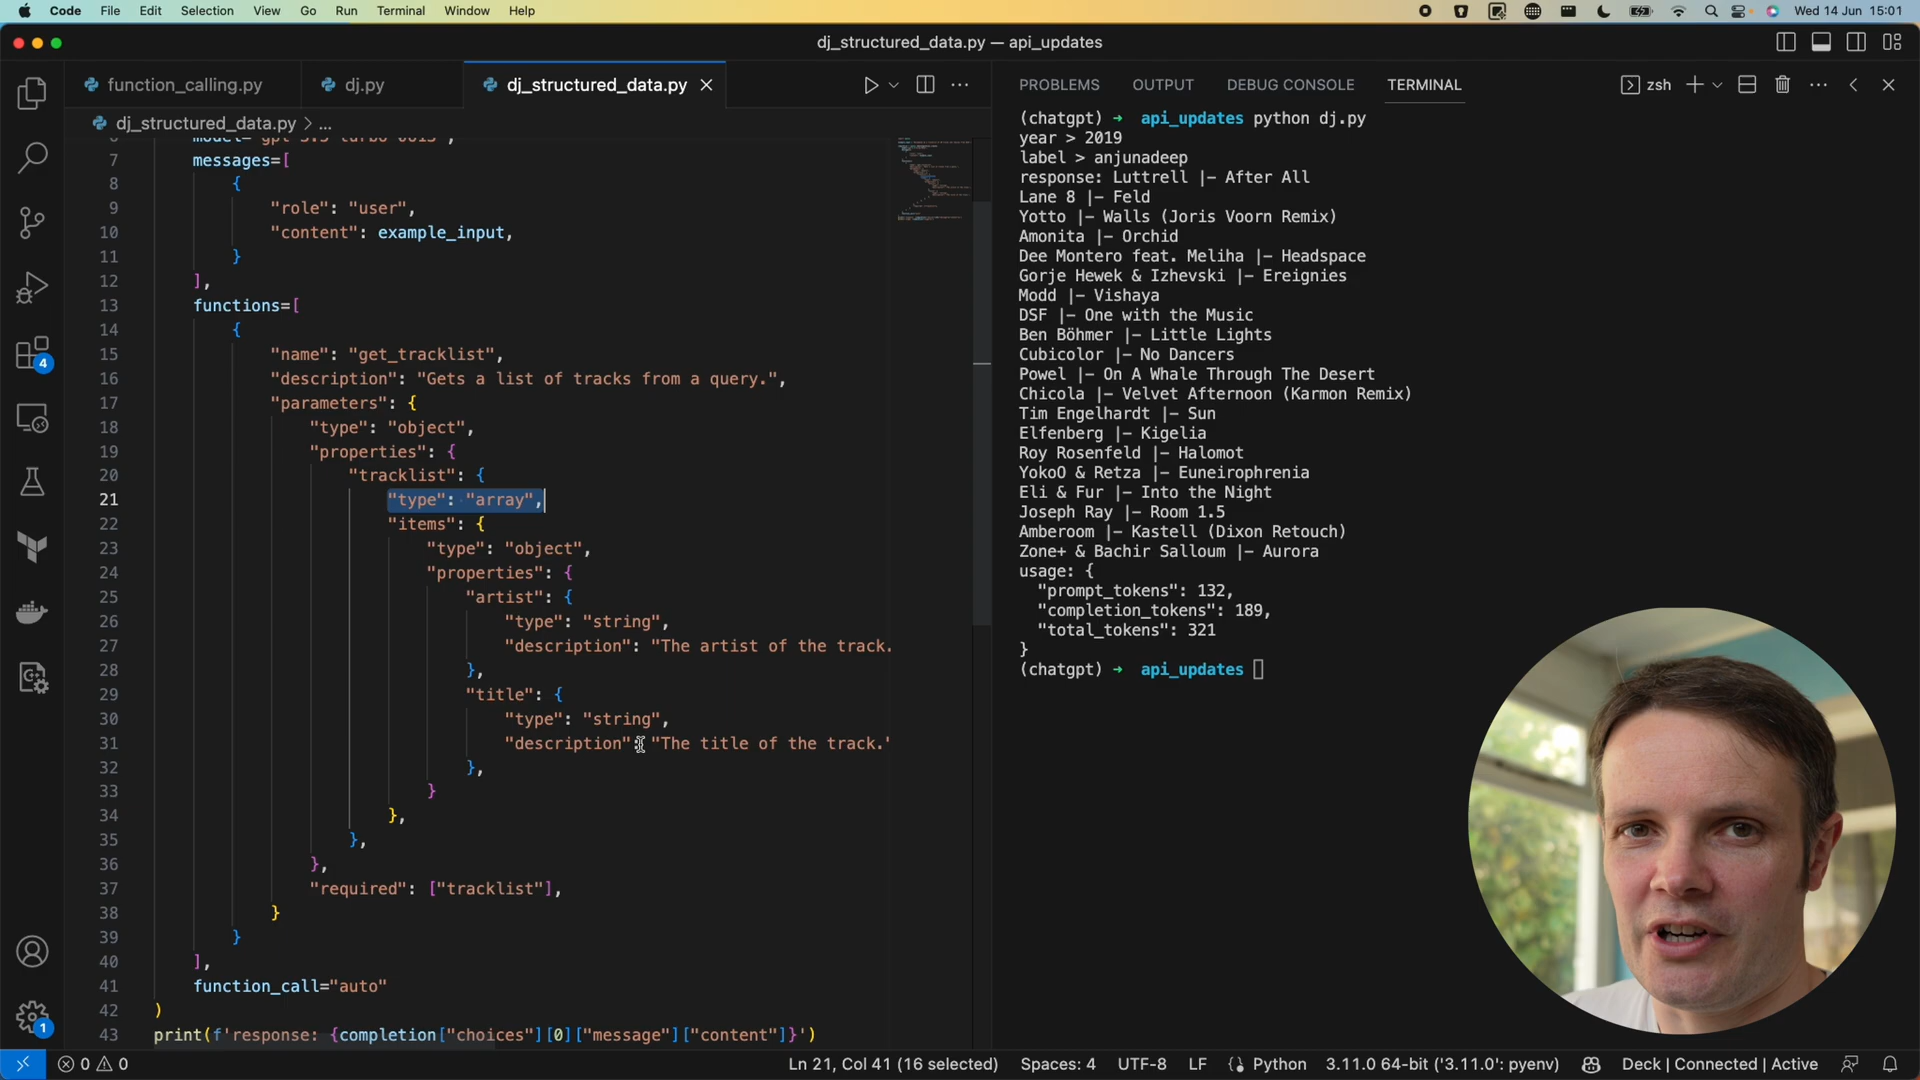 Code File Edit Selection View Go Run Terminal Window Help
Wed 14 Jun 15:01
dj_structured_data.py — api_updates
function_calling.py
dj.py
dj_structured_data.py
dj_structured_data.py > ...
7 messages=[
8 {
9 "role": "user",
10 "content": example_input,
11 }
12 ],
13 functions=[
14 {
15 "name": "get_tracklist",
16 "description": "Gets a list of tracks from a query.",
17 "parameters": {
18 "type": "object",
19 "properties": {
20 "tracklist": {
21 "type": "array",
22 "items": {
23 "type": "object",
24 "properties": {
25 "artist": {
26 "type": "string",
27 "description": "The artist of the track.
28 },
29 "title": {
30 "type": "string",
31 "description": "The title of the track."
32 },
33 }
34 },
35 },
36 },
37 "required": ["tracklist"],
38 }
39 }
40 ],
41 function_call="auto"
42 )
43 print(f'response: {completion["choices"][0]["message"]["content"]}')
4
1
PROBLEMS OUTPUT DEBUG CONSOLE TERMINAL
zsh
(chatgpt) → api_updates python dj.py
year > 2019
label > anjunadeep
response: Luttrell |- After All
Lane 8 |- Feld
Yotto |- Walls (Joris Voorn Remix)
Amonita |- Orchid
Dee Montero feat. Meliha |- Headspace
Gorje Hewek & Izhevski |- Ereignies
Modd |- Vishaya
DSF |- One with the Music
Ben Böhmer |- Little Lights
Cubicolor |- No Dancers
Powel |- On A Whale Through The Desert
Chicola |- Velvet Afternoon (Karmon Remix)
Tim Engelhardt |- Sun
Elfenberg |- Kigelia
Roy Rosenfeld |- Halomot
YokoO & Retza |- Euneirophrenia
Eli & Fur |- Into the Night
Joseph Ray |- Room 1.5
Amberoom |- Kastell (Dixon Retouch)
Zone+ & Bachir Salloum |- Aurora
usage: {
"prompt_tokens": 132,
"completion_tokens": 189,
"total_tokens": 321
}
(chatgpt) → api_updates
0 0
Ln 21, Col 41 (16 selected) Spaces: 4 UTF-8 LF Python 3.11.0 64-bit ('3.11.0': pyenv) Deck | Connected | Active